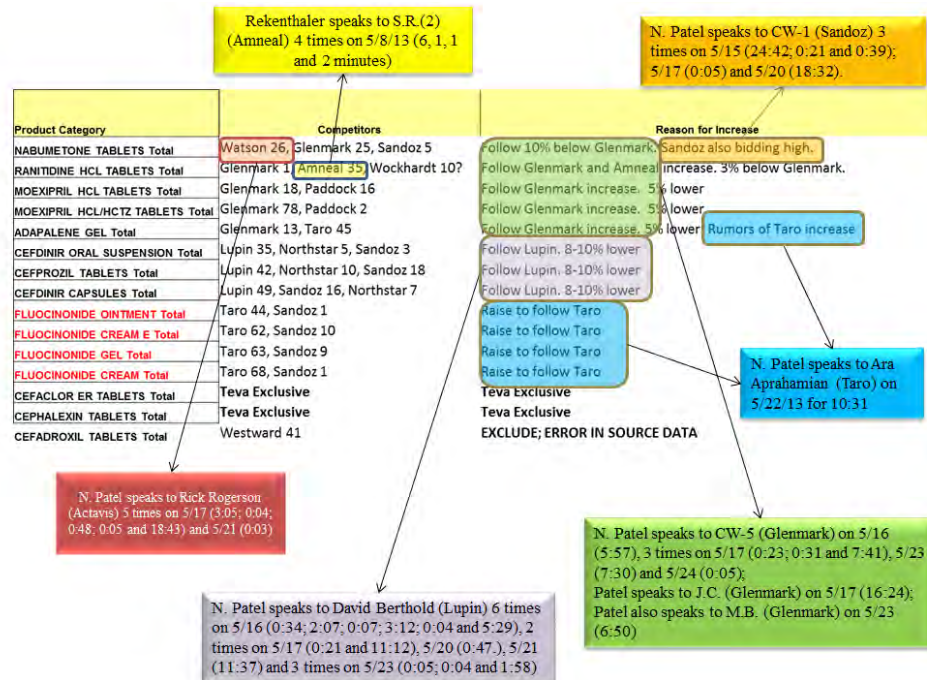 Rekenthaler speaks to S.R.(2)
(Amneal) 4 times on 5/8/13 (6, 1, 1
and 2 minutes)
N. Patel speaks to CW-1 (Sandoz) 3
times on 5/15 (24:42; 0:21 and 0:39);
5/17 (0:05) and 5/20 (18:32).
Product Category Competitors Reason for Increase
NABUMETONE TABLETS Total Watson 26, Glenmark 25, Sandoz 5 Follow 10% below Glenmark. Sandoz also bidding high.
RANITIDINE HCL TABLETS Total Glenmark 1, Amneal 35, Wockhardt 10? Follow Glenmark and Amneal increase. 3% below Glenmark.
MOEXIPRIL HCL TABLETS Total Glenmark 18, Paddock 16 Follow Glenmark increase. 5% lower
MOEXIPRIL HCL/HCTZ TABLETS Total Glenmark 78, Paddock 2 Follow Glenmark increase. 5% lower
ADAPALENE GEL Total Glenmark 13, Taro 45 Follow Glenmark increase. 5% lower Rumors of Taro increase
CEFDINIR ORAL SUSPENSION Total Lupin 35, Northstar 5, Sandoz 3 Follow Lupin. 8-10% lower
CEFPROZIL TABLETS Total Lupin 42, Northstar 10, Sandoz 18 Follow Lupin. 8-10% lower
CEFDINIR CAPSULES Total Lupin 49, Sandoz 16, Northstar 7 Follow Lupin. 8-10% lower
FLUOCINONIDE OINTMENT Total Taro 44, Sandoz 1 Raise to follow Taro
FLUOCINONIDE CREAM E Total Taro 62, Sandoz 10 Raise to follow Taro
FLUOCINONIDE GEL Total Taro 63, Sandoz 9 Raise to follow Taro
FLUOCINONIDE CREAM Total Taro 68, Sandoz 1 Raise to follow Taro
CEFACLOR ER TABLETS Total Teva Exclusive Teva Exclusive
CEPHALEXIN TABLETS Total Teva Exclusive Teva Exclusive
CEFADROXIL TABLETS Total Westward 41 EXCLUDE; ERROR IN SOURCE DATA
N. Patel speaks to Ara
Aprahamian (Taro) on
5/22/13 for 10:31
N. Patel speaks to Rick Rogerson
(Actavis) 5 times on 5/17 (3:05; 0:04;
0:48; 0:05 and 18:43) and 5/21 (0:03)
N. Patel speaks to David Berthold (Lupin) 6 times
on 5/16 (0:34; 2:07; 0:07; 3:12; 0:04 and 5:29), 2
times on 5/17 (0:21 and 11:12), 5/20 (0:47.), 5/21
(11:37) and 3 times on 5/23 (0:05; 0:04 and 1:58)
N. Patel speaks to CW-5 (Glenmark) on 5/16
(5:57), 3 times on 5/17 (0:23; 0:31 and 7:41), 5/23
(7:30) and 5/24 (0:05);
Patel speaks to J.C. (Glenmark) on 5/17 (16:24);
Patel also speaks to M.B. (Glenmark) on 5/23
(6:50)